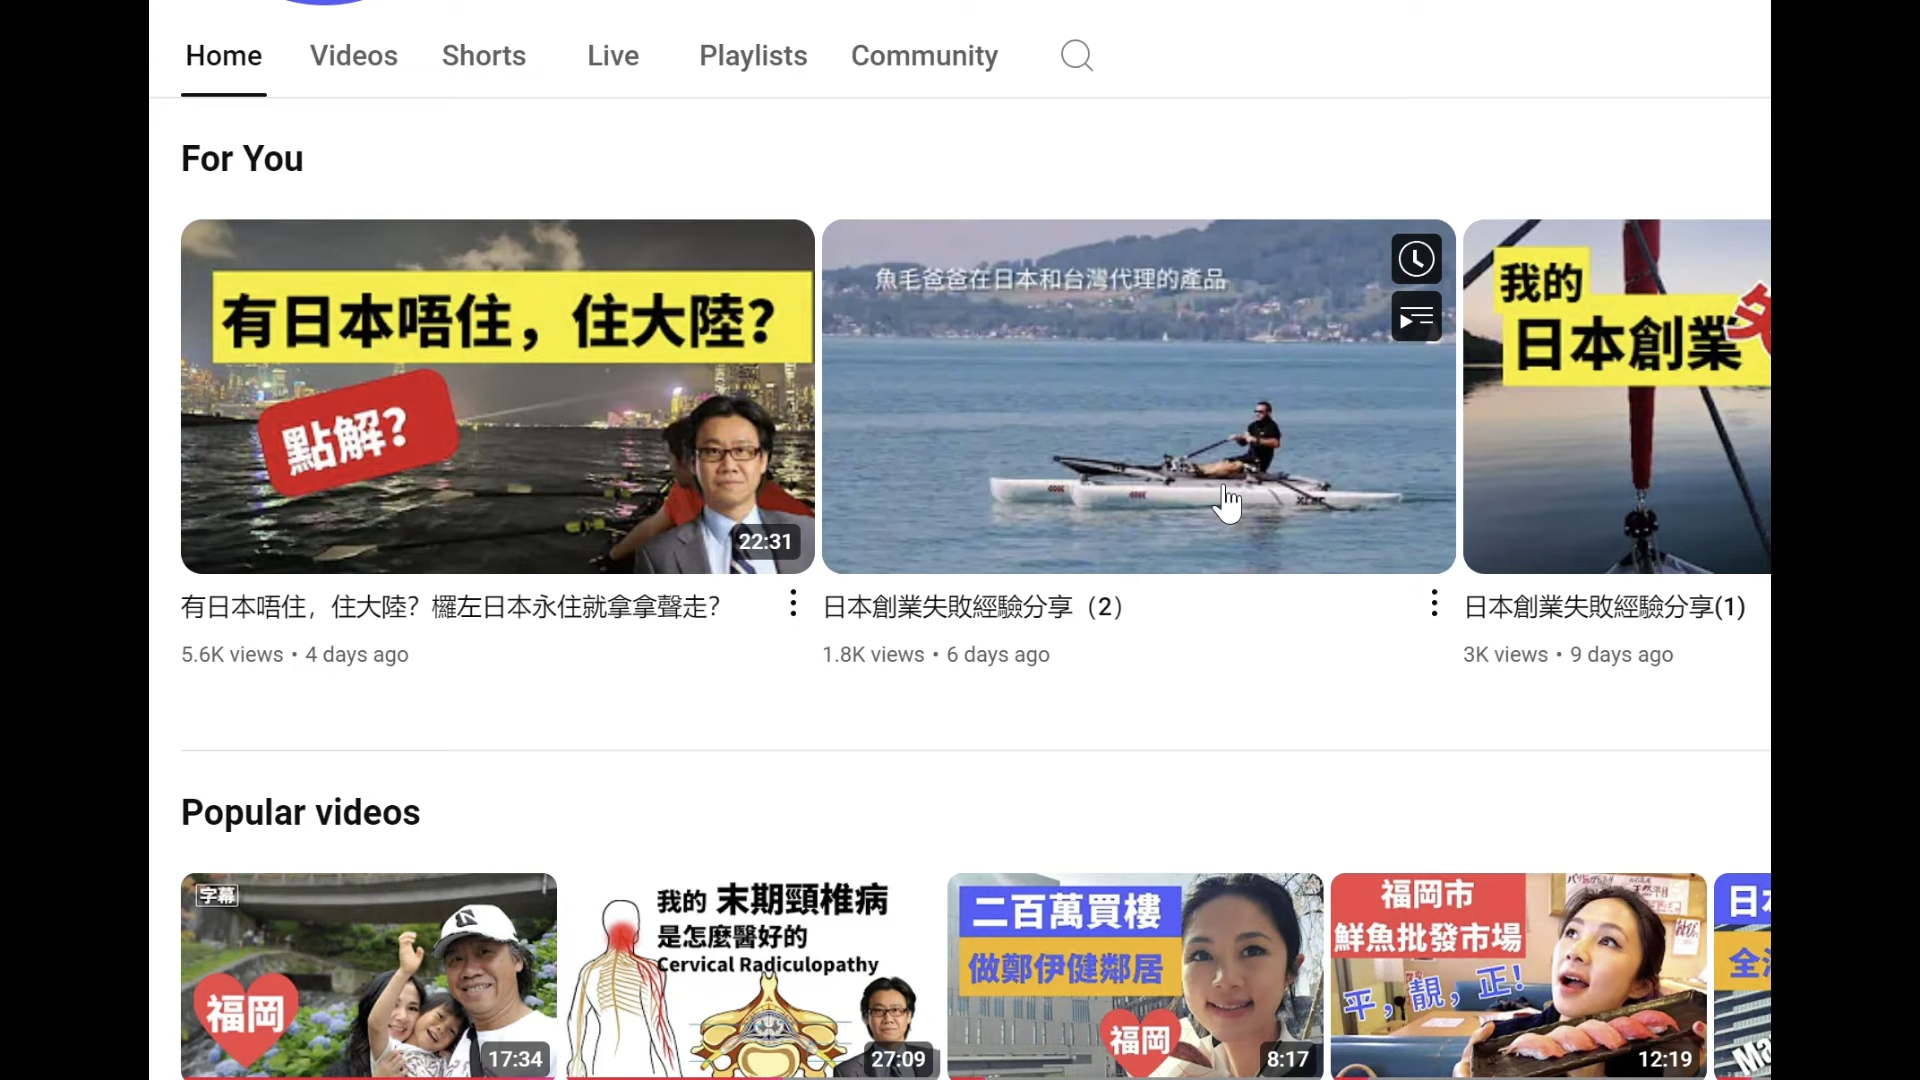 Home Videos Shorts Live Playlists Community
For You
有日本唔住，住大陸？
點解？
22:31
魚毛爸爸在日本和台灣代理的產品
我的
日本創業
有日本唔住，住大陸？欏左日本永住就拿拿聲走？
5.6K views • 4 days ago
日本創業失敗經驗分享（2）
1.8K views • 6 days ago
日本創業失敗經驗分享(1)
3K views • 9 days ago
Popular videos
字幕
福岡
17:34
我的 末期頸椎病
是怎麼醫好的
Cervical Radiculopathy
27:09
二百萬買樓
做鄭伊健鄰居
福岡
8:17
福岡市
鮮魚批發市場
平，靚，正！
12:19
日
全
Ma